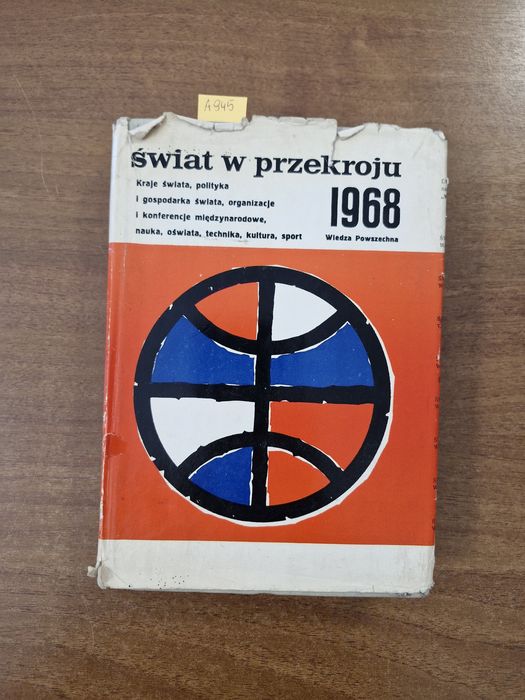 A945
świat w przekroju
Kraje świata, polityka
i gospodarka świata, organizacje
i konferencje międzynarodowe,
nauka, oświata, technika, kultura, sport
1968
Wiedza Powszechna